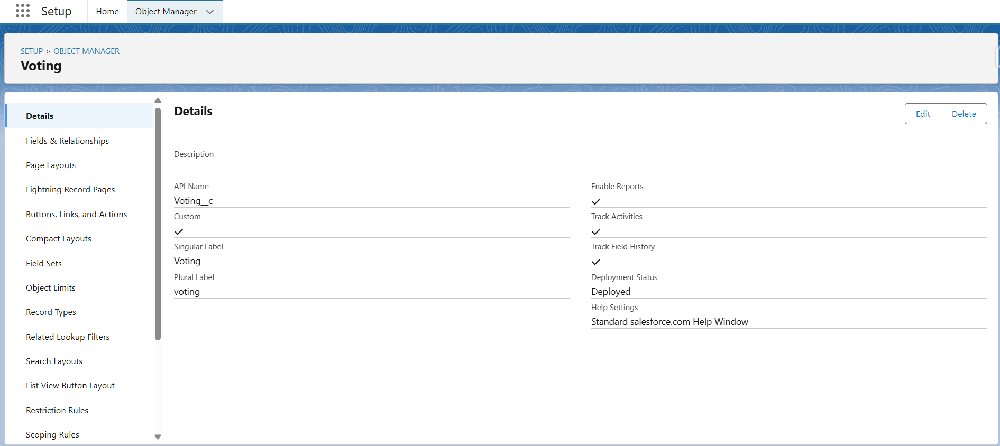 Setup
Home
Object Manager
SETUP > OBJECT MANAGER
Voting
Details
Fields & Relationships
Page Layouts
Lightning Record Pages
Buttons, Links, and Actions
Compact Layouts
Field Sets
Object Limits
Record Types
Related Lookup Filters
Search Layouts
List View Button Layout
Restriction Rules
Scoping Rules
Details
Edit
Delete
Description
API Name
Voting__c
Custom
Singular Label
Voting
Plural Label
voting
Enable Reports
Track Activities
Track Field History
Deployment Status
Deployed
Help Settings
Standard salesforce.com Help Window